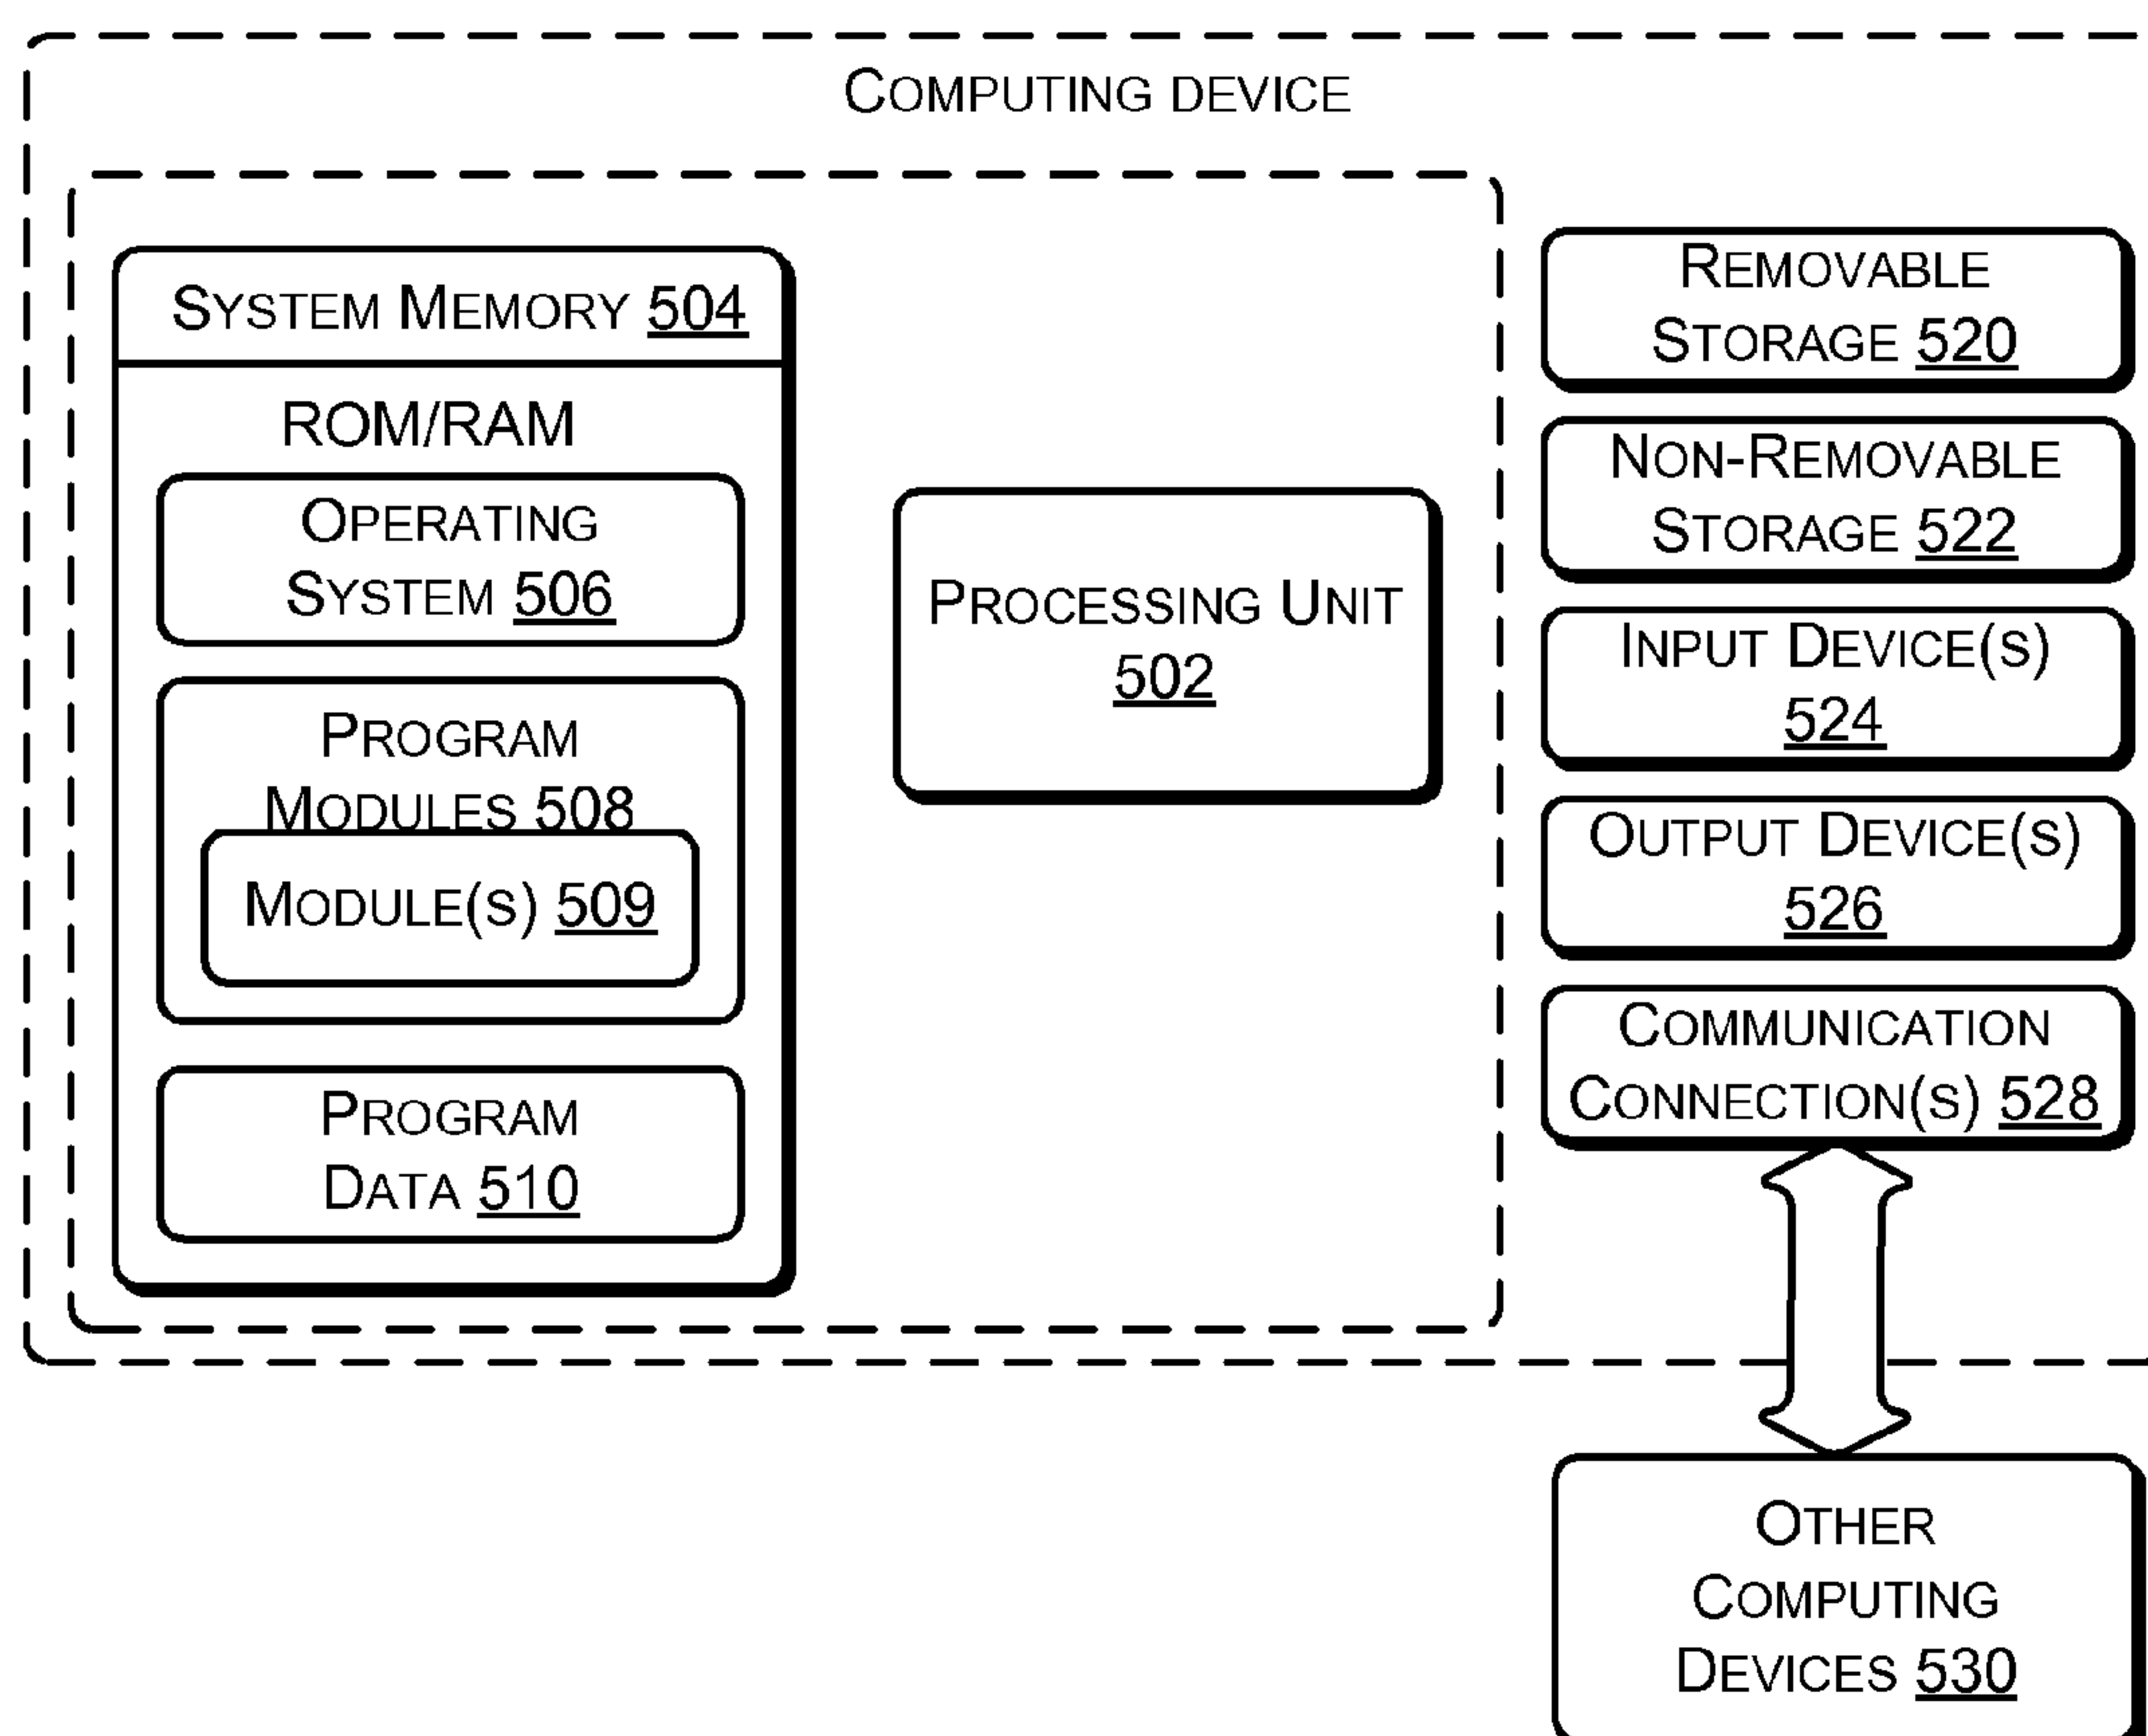 COMPUTING DEVICE
SYSTEM MEMORY 504
ROM/RAM
OPERATING
SYSTEM 506
PROGRAM
MODULES 508
MODULE(S) 509
PROGRAM
DATA 510
PROCESSING UNIT
502
REMOVABLE
STORAGE 520
NON-REMOVABLE
STORAGE 522
INPUT DEVICE(S)
524
OUTPUT DEVICE(S)
526
COMMUNICATION
CONNECTION(S) 528
OTHER
COMPUTING
DEVICES 530